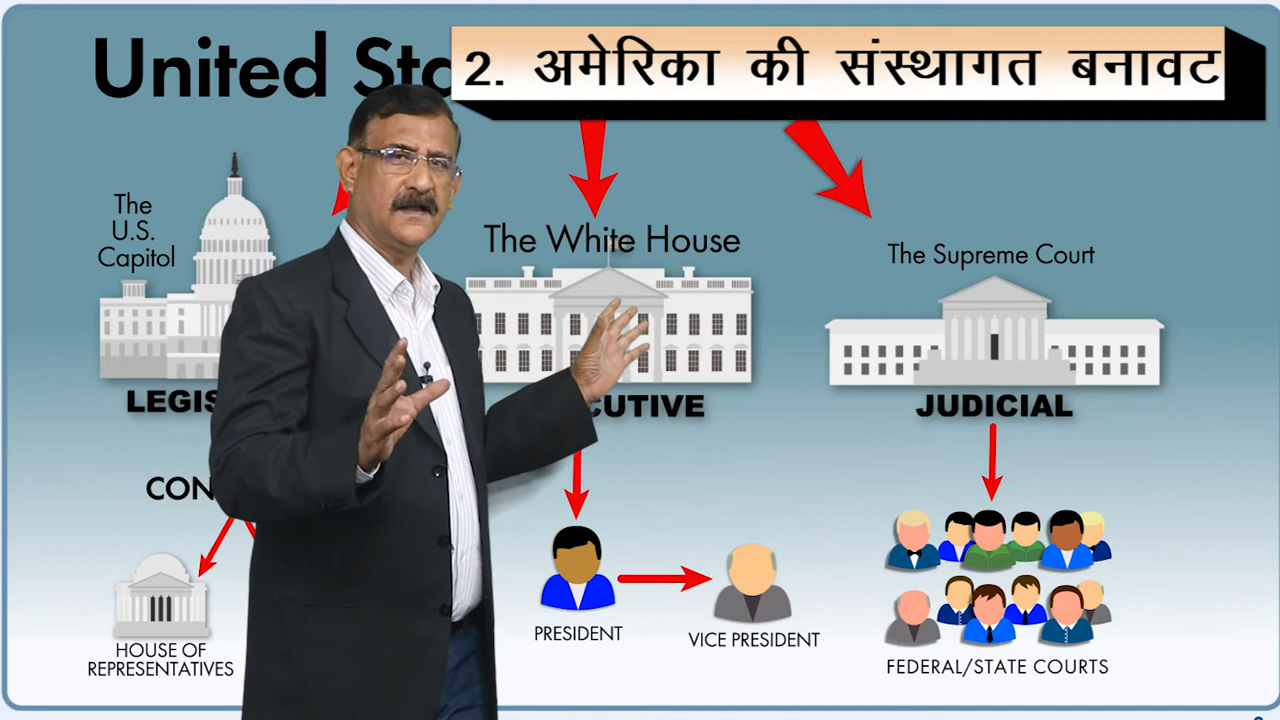 United Sta
2. अमेरिका की संस्थागत बनावट
The
U.S.
Capitol
The White House
The Supreme Court
LEGIS
CUTIVE
JUDICIAL
CON
HOUSE OF
REPRESENTATIVES
PRESIDENT
VICE PRESIDENT
FEDERAL/STATE COURTS